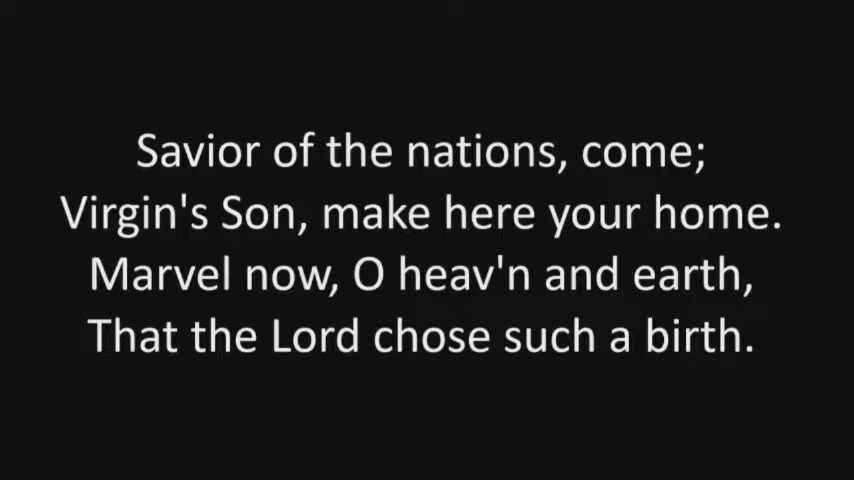 Savior of the nations, come;
Virgin's Son, make here your home.
Marvel now, O heav'n and earth,
That the Lord chose such a birth.